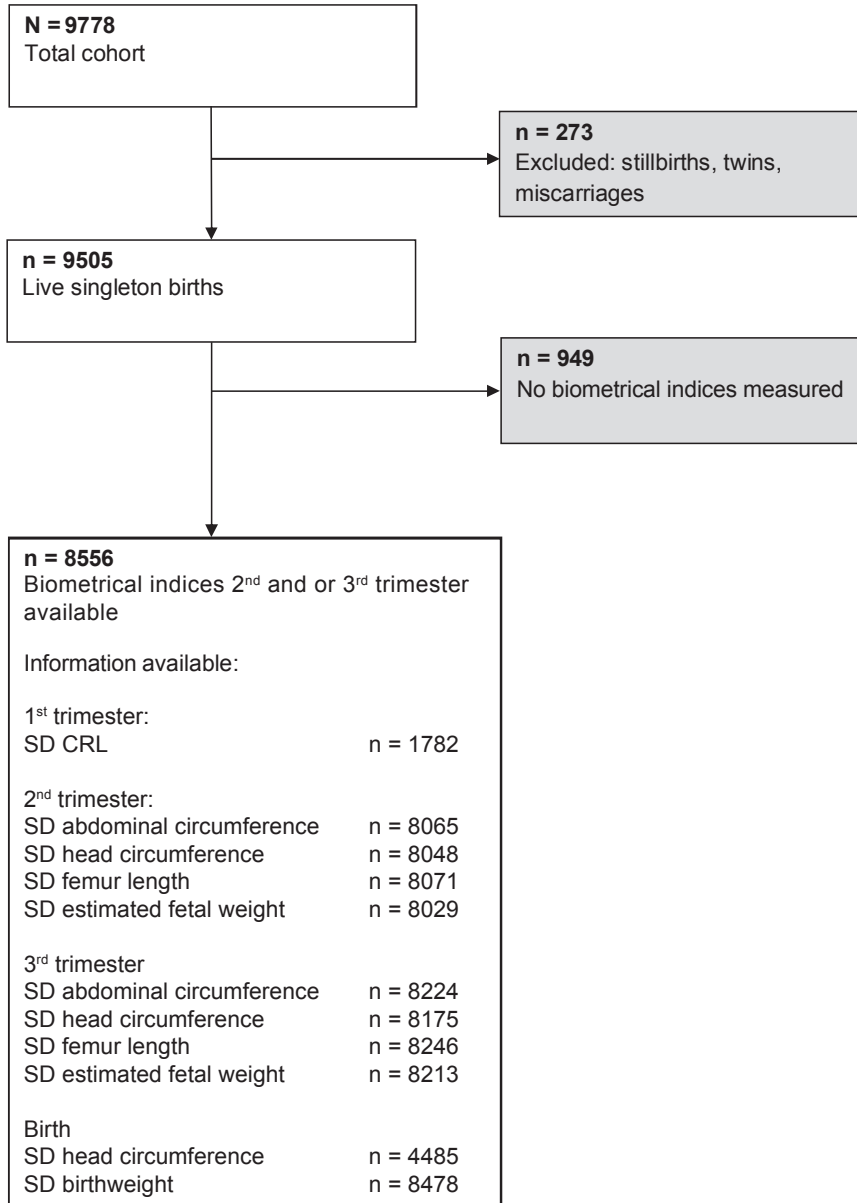 N = 9778
Total cohort
n = 273
Excluded: stillbirths, twins,
miscarriages
n = 9505
Live singleton births
n = 949
No biometrical indices measured
n = 8556
Biometrical indices 2nd and or 3rd trimester
available
Information available:
1st trimester:
SD CRL n = 1782
2nd trimester:
SD abdominal circumference n = 8065
SD head circumference n = 8048
SD femur length n = 8071
SD estimated fetal weight n = 8029
3rd trimester
SD abdominal circumference n = 8224
SD head circumference n = 8175
SD femur length n = 8246
SD estimated fetal weight n = 8213
Birth
SD head circumference n = 4485
SD birthweight n = 8478